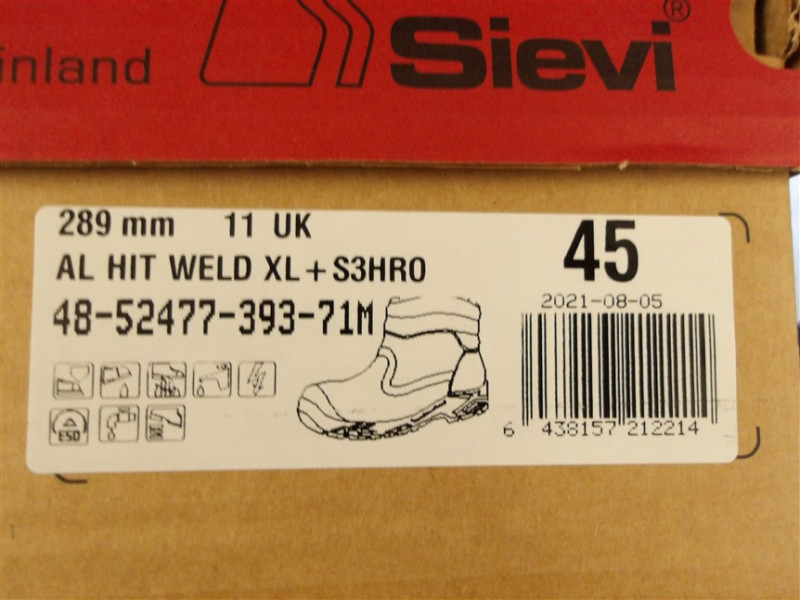 inland
Sievi®
289 mm 11 UK
AL HIT WELD XL+S3HRO
48-52477-393-71M
45
2021-08-05
ESD
6 438157 212214